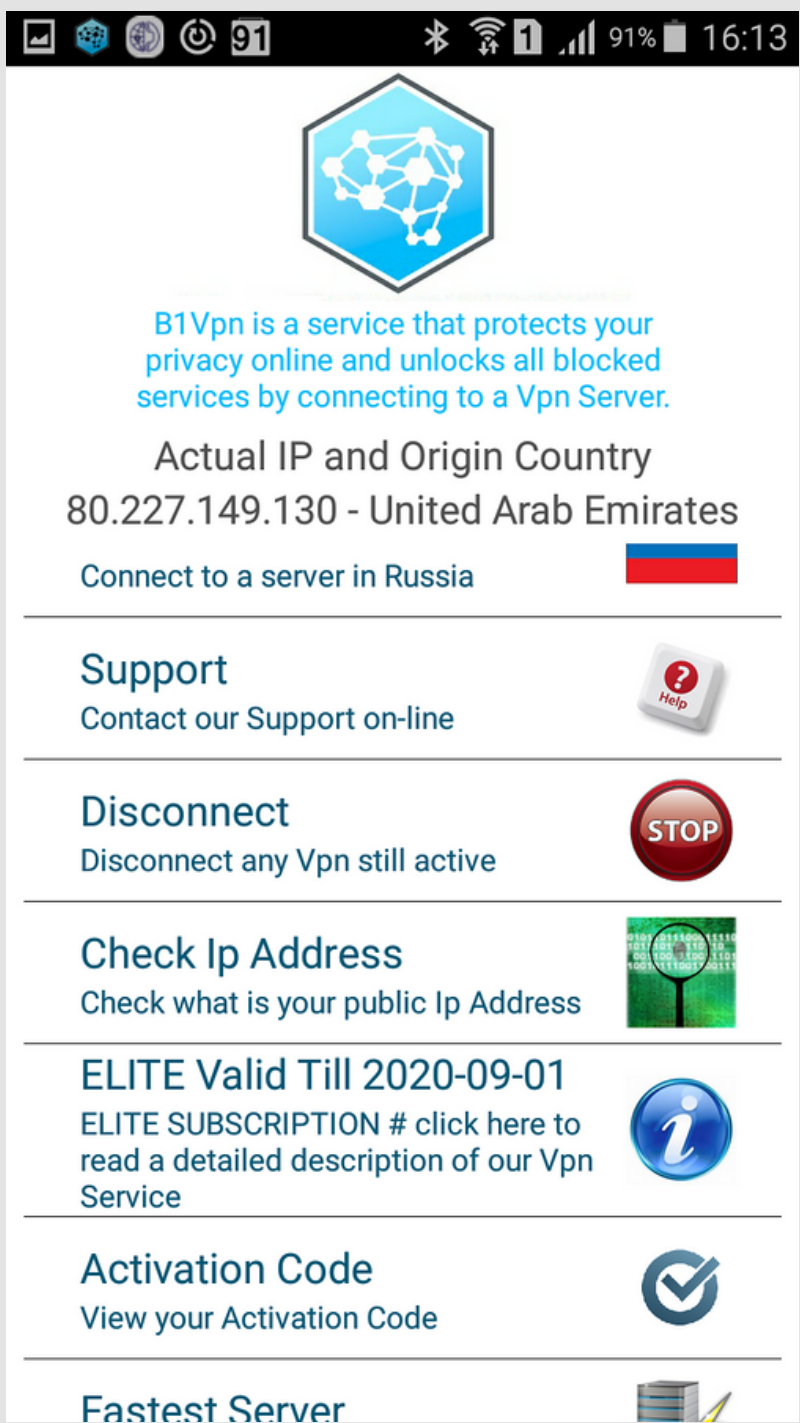 91
1
91%
16:13
B1Vpn is a service that protects your
privacy online and unlocks all blocked
services by connecting to a Vpn Server.
Actual IP and Origin Country
80.227.149.130 - United Arab Emirates
Connect to a server in Russia
Support
Contact our Support on-line
?
Help
Disconnect
Disconnect any Vpn still active
STOP
Check Ip Address
Check what is your public Ip Address
ELITE Valid Till 2020-09-01
ELITE SUBSCRIPTION # click here to
read a detailed description of our Vpn
Service
i
Activation Code
View your Activation Code
Fastest Server